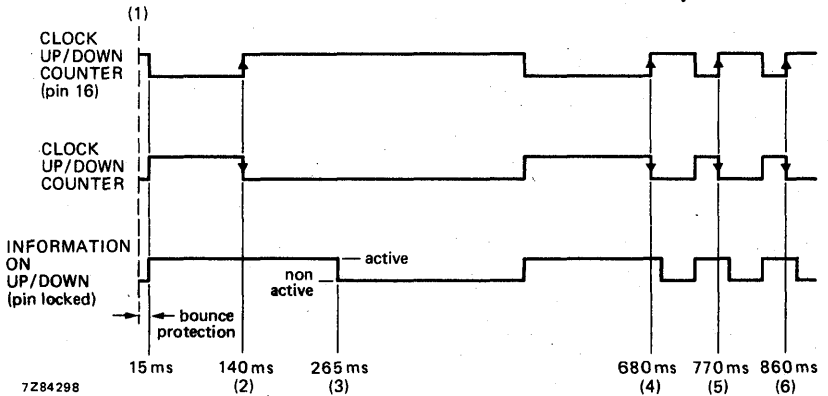 (1)
CLOCK
UP/DOWN
COUNTER
(pin 16)
CLOCK
UP/DOWN
COUNTER
INFORMATION
ON
UP/DOWN
(pin locked)
active
non
active
bounce
protection
15 ms
140 ms
265 ms
680 ms
770 ms
860 ms
(2)
(3)
(4)
(5)
(6)
7Z84298